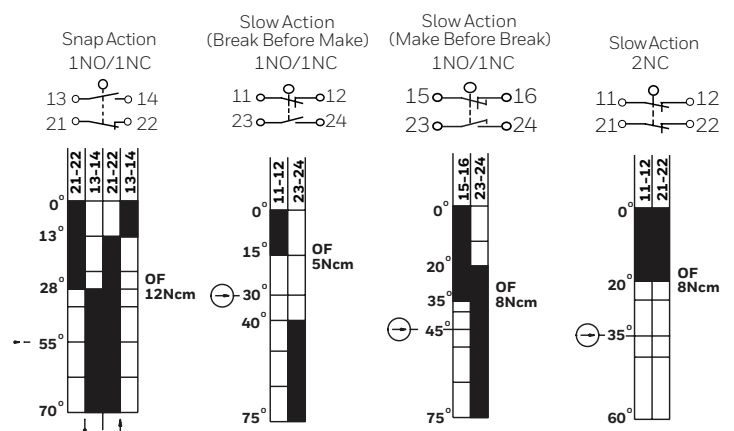 Snap Action
1NO/1NC
13 14
21 22
21-22
13-14
21-22
13-14
0°
13°
28°
55°
70°
OF
12Ncm
Slow Action
(Break Before Make)
1NO/1NC
11 12
23 24
11-12
23-24
0°
15°
30°
40°
75°
OF
5Ncm
Slow Action
(Make Before Break)
1NO/1NC
15 16
23 24
15-16
23-24
0°
20°
35°
45°
75°
OF
8Ncm
Slow Action
2NC
11 12
21 22
11-12
21-22
0°
20°
35°
60°
OF
8Ncm